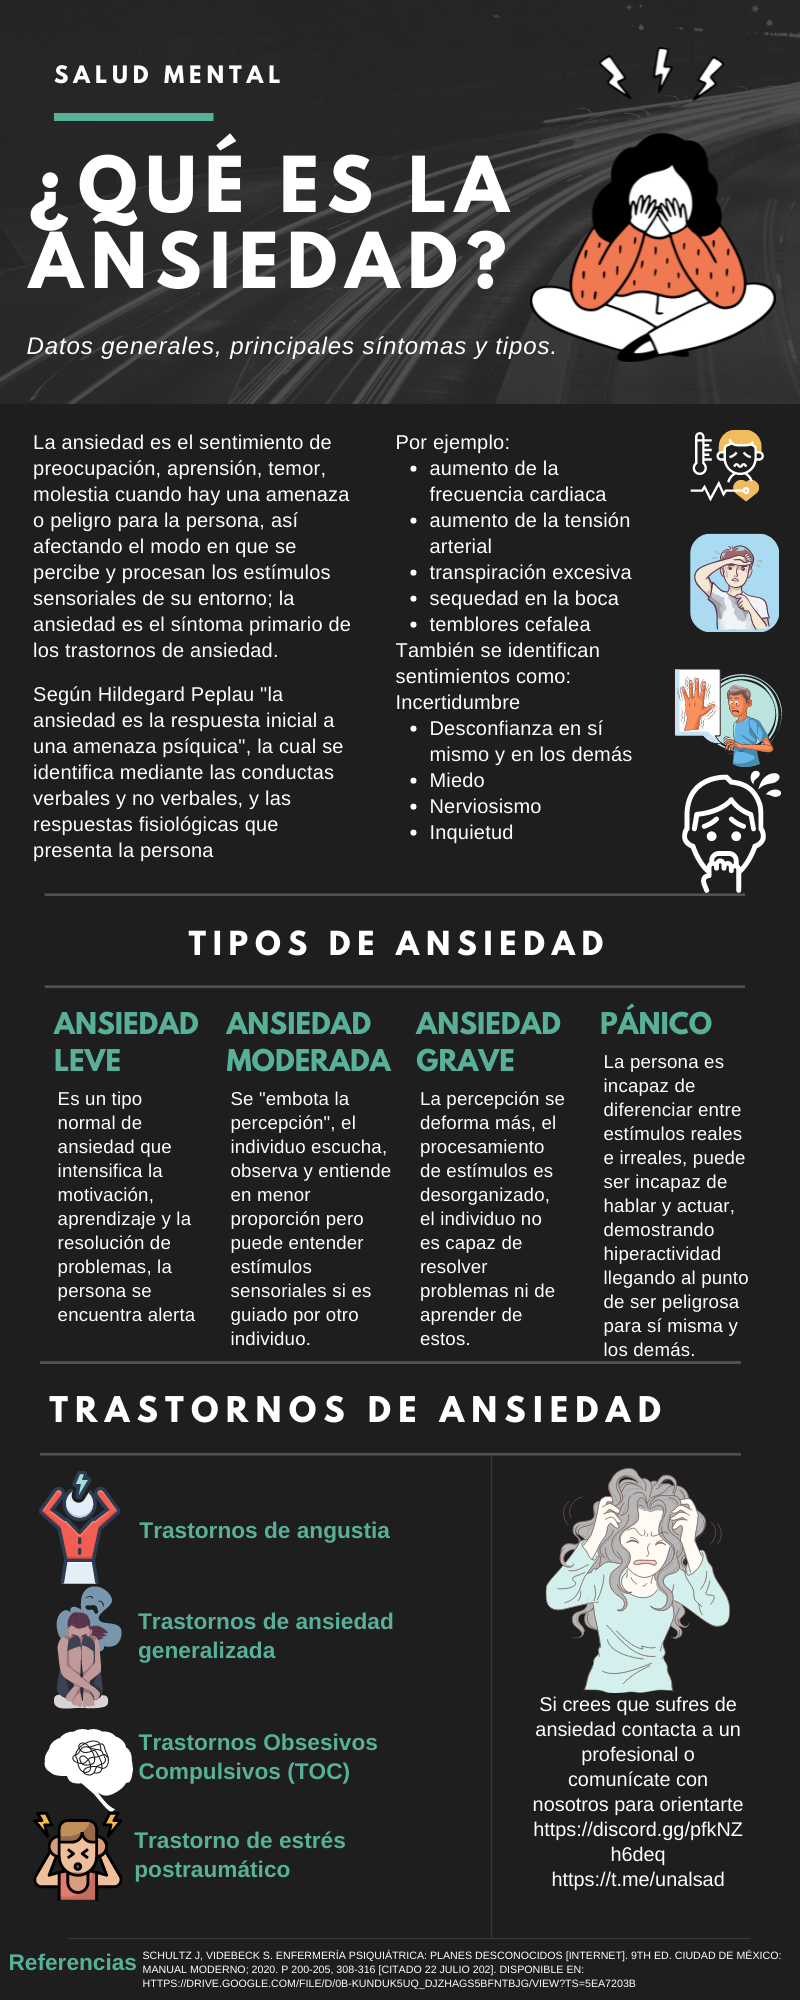 SALUD MENTAL
¿QUÉ ES LA
ANSIEDAD?
Datos generales, principales síntomas y tipos.
La ansiedad es el sentimiento de
preocupación, aprensión, temor,
molestia cuando hay una amenaza
o peligro para la persona, así
afectando el modo en que se
percibe y procesan los estímulos
sensoriales de su entorno; la
ansiedad es el síntoma primario de
los trastornos de ansiedad.
Según Hildegard Peplau "la
ansiedad es la respuesta inicial a
una amenaza psíquica", la cual se
identifica mediante las conductas
verbales y no verbales, y las
respuestas fisiológicas que
presenta la persona
Por ejemplo:
• aumento de la
frecuencia cardiaca
• aumento de la tensión
arterial
• transpiración excesiva
• sequedad en la boca
• temblores cefalea
También se identifican
sentimientos como:
Incertidumbre
• Desconfianza en sí
mismo y en los demás
• Miedo
• Nerviosismo
• Inquietud
TIPOS DE ANSIEDAD
ANSIEDAD
LEVE
Es un tipo
normal de
ansiedad que
intensifica la
motivación,
aprendizaje y la
resolución de
problemas, la
persona se
encuentra alerta
ANSIEDAD
MODERADA
Se "embota la
percepción", el
individuo escucha,
observa y entiende
en menor
proporción pero
puede entender
estímulos
sensoriales si es
guiado por otro
individuo.
ANSIEDAD
GRAVE
La percepción se
deforma más, el
procesamiento
de estímulos es
desorganizado,
el individuo no
es capaz de
resolver
problemas ni de
aprender de
estos.
PÁNICO
La persona es
incapaz de
diferenciar entre
estímulos reales
e irreales, puede
ser incapaz de
hablar y actuar,
demostrando
hiperactividad
llegando al punto
de ser peligrosa
para sí misma y
los demás.
TRASTORNOS DE ANSIEDAD
Trastornos de angustia
Trastornos de ansiedad
generalizada
Trastornos Obsesivos
Compulsivos (TOC)
Trastorno de estrés
postraumático
Si crees que sufres de
ansiedad contacta a un
profesional o
comunícate con
nosotros para orientarte
https://discord.gg/pfkNZ
h6deq
https://t.me/unalsad
Referencias
SCHULTZ J, VIDEBECK S. ENFERMERÍA PSIQUIÁTRICA: PLANES DESCONOCIDOS [INTERNET]. 9TH ED. CIUDAD DE MÉXICO:
MANUAL MODERNO; 2020. P 200-205, 308-316 [CITADO 22 JULIO 202]. DISPONIBLE EN:
HTTPS://DRIVE.GOOGLE.COM/FILE/D/0B-KUNDUK5UQ_DJZHAGS5BFNTBJG/VIEW?TS=5EA7203B